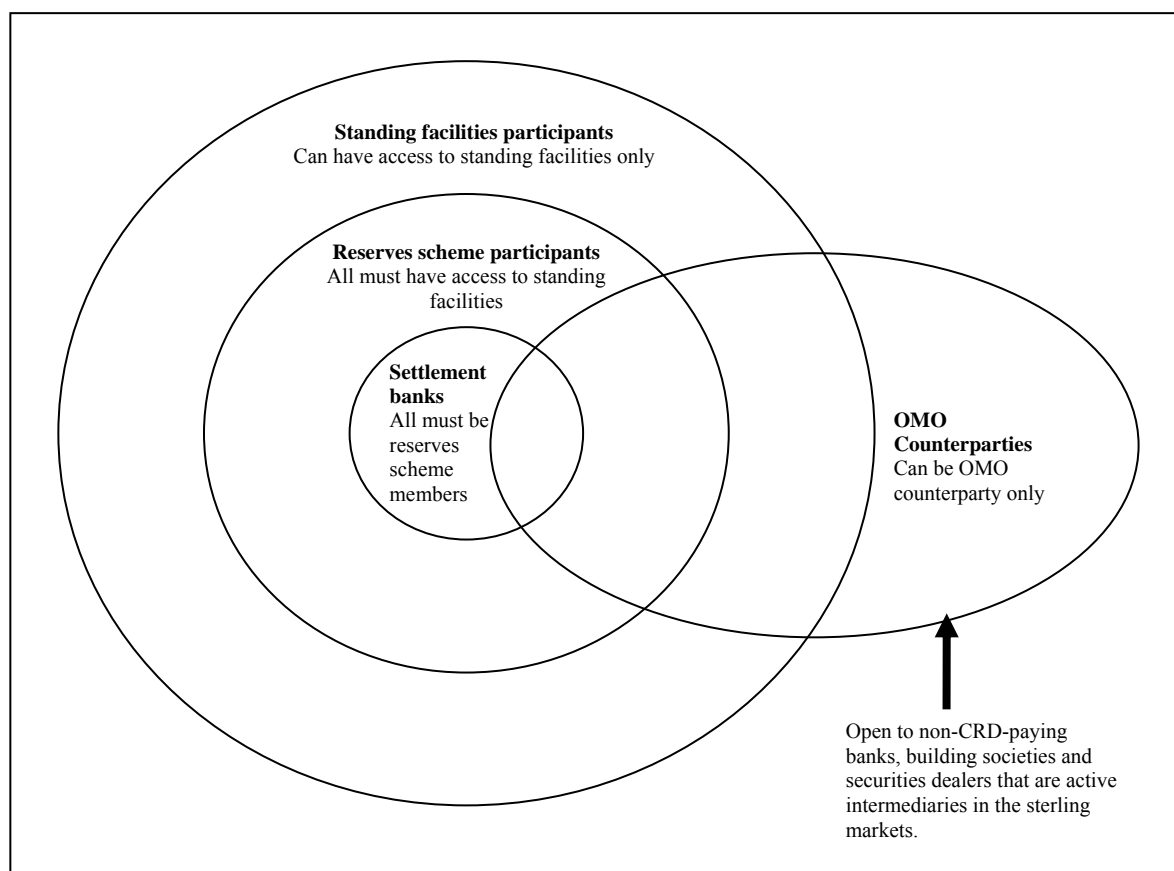 Standing facilities participants
Can have access to standing facilities only
Reserves scheme participants
All must have access to standing
facilities
Settlement
banks
All must be
reserves
scheme
members
OMO
Counterparties
Can be OMO
counterparty only
Open to non-CRD-paying
banks, building societies and
securities dealers that are active
intermediaries in the sterling
markets.